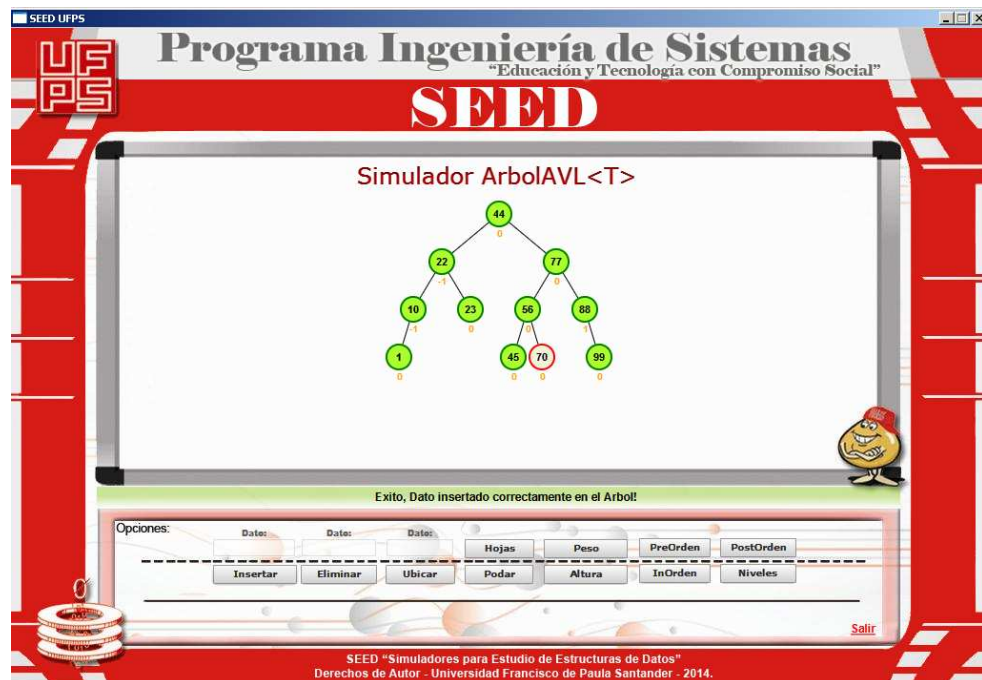 SEED UFPS
UFPS
Programa Ingeniería de Sistemas
"Educación y Tecnología con Compromiso Social"
SEED
Simulador ArbolAVL<T>
44
0
22 77
-1 0
10 23 56 88
-1 0 0 1
1 45 70 99
0 0 0 0
Exito, Dato insertado correctamente en el Arbol!
Opciones:
Dato: Dato: Dato:
Hojas Peso PreOrden PostOrden
Insertar Eliminar Ubicar Podar Altura InOrden Niveles
Salir
SEED "Simuladores para Estudio de Estructuras de Datos"
Derechos de Autor - Universidad Francisco de Paula Santander - 2014.